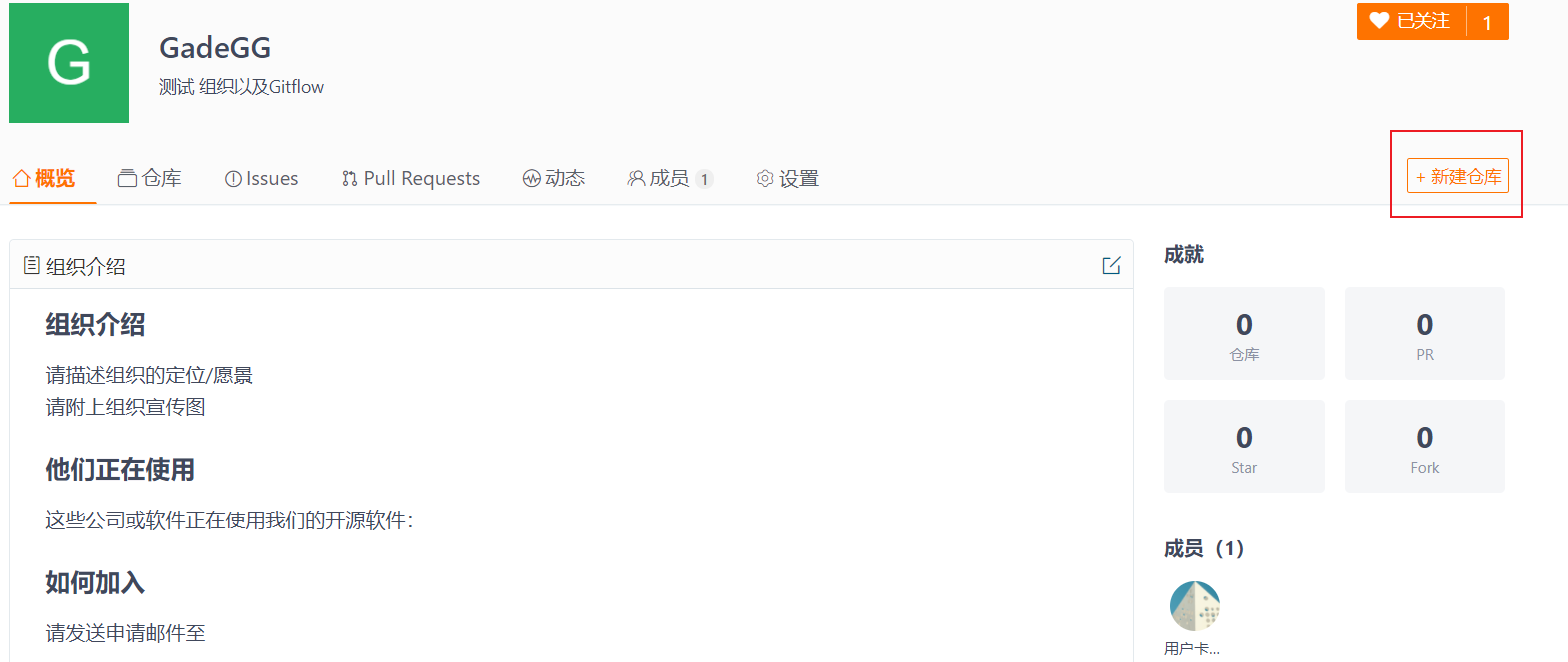 G
GadeGG
测试 组织以及Gitflow
已关注 1
概览 仓库 Issues Pull Requests 动态 成员 1 设置
+ 新建仓库
组织介绍
组织介绍
请描述组织的定位/愿景
请附上组织宣传图
他们正在使用
这些公司或软件正在使用我们的开源软件：
如何加入
请发送申请邮件至
成就
0
仓库
0
PR
0
Star
0
Fork
成员（1）
用户卡...